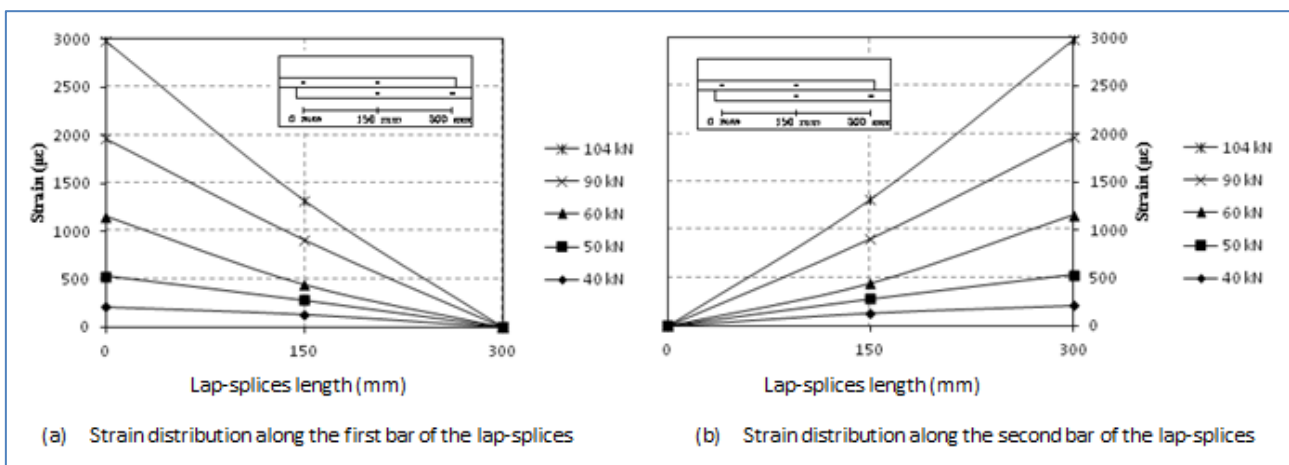 3000
2500
2000
1500
1000
500
0
Strain (με)
0 150 300
Lap-splices length (mm)
0 mm 150 mm 300 mm
104 kN
90 kN
60 kN
50 kN
40 kN
(a) Strain distribution along the first bar of the lap-splices
3000
2500
2000
1500
1000
500
0
Strain (με)
0 150 300
Lap-splices length (mm)
0 mm 150 mm 300 mm
104 kN
90 kN
60 kN
50 kN
40 kN
(b) Strain distribution along the second bar of the lap-splices